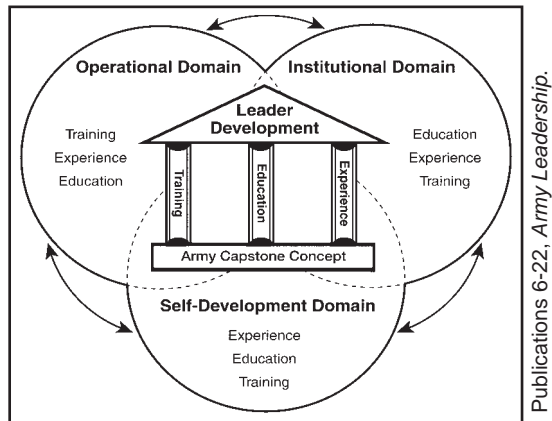 Operational Domain
Institutional Domain
Leader
Development
Training
Experience
Education
Education
Experience
Training
Training
Education
Experience
Army Capstone Concept
Self-Development Domain
Experience
Education
Training
Publications 6-22, Army Leadership.